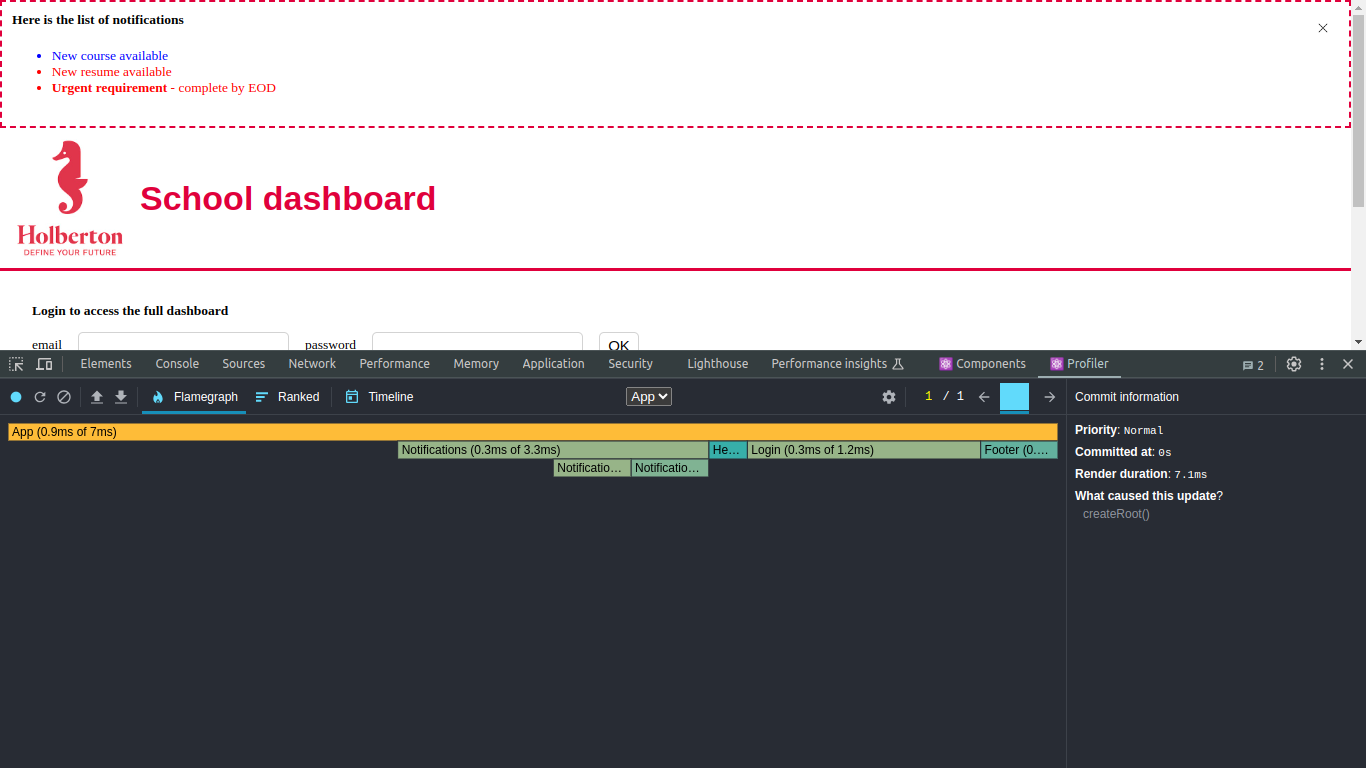 Here is the list of notifications
New course available
New resume available
Urgent requirement - complete by EOD
Holberton
DEFINE YOUR FUTURE
School dashboard
Login to access the full dashboard
email password OK
Elements Console Sources Network Performance Memory Application Security Lighthouse Performance insights Components Profiler 2
Flamegraph Ranked Timeline App 1 / 1 Commit information
App (0.9ms of 7ms)
Notifications (0.3ms of 3.3ms) He… Login (0.3ms of 1.2ms) Footer (0.…
Notificatio… Notificatio…
Priority: Normal
Committed at: 0s
Render duration: 7.1ms
What caused this update?
createRoot()